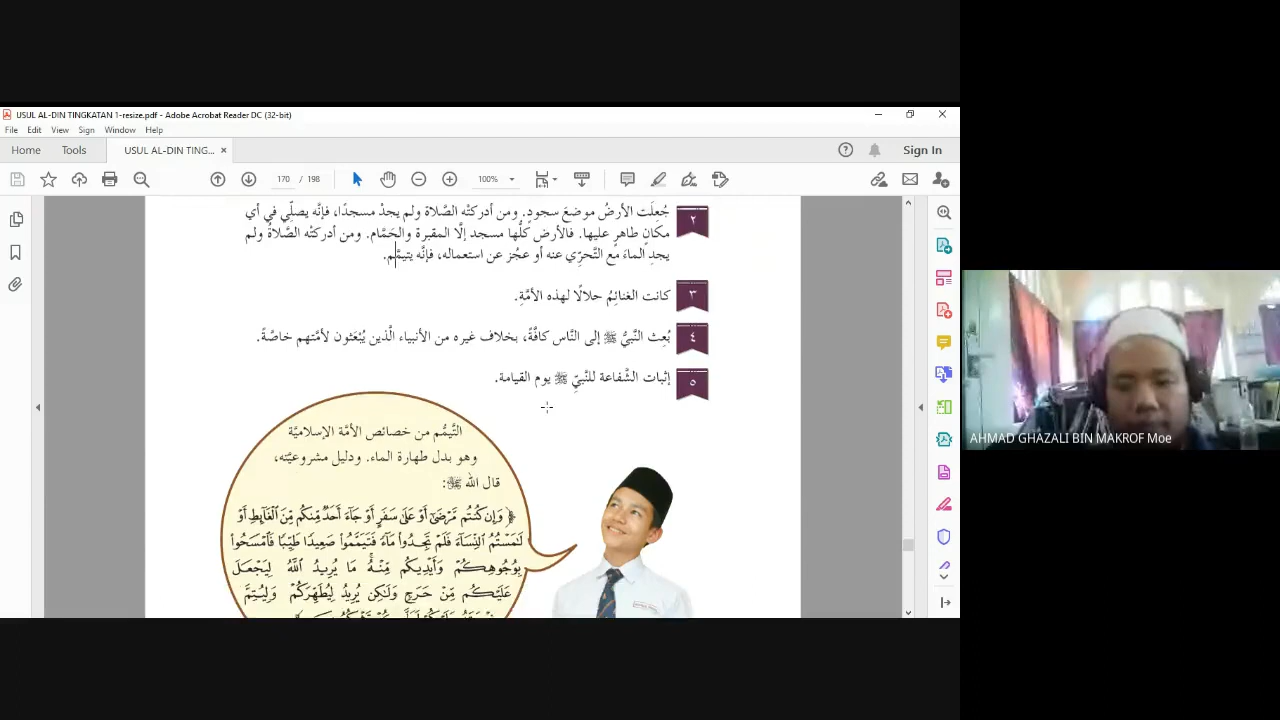 USUL AL-DIN TINGKATAN 1-resize.pdf - Adobe Acrobat Reader DC (32-bit)
File Edit View Sign Window Help
Home Tools USUL AL-DIN TING... × Sign In
170 / 198 100%
٢ جُعِلَت الأرضُ موضعَ سجودٍ. ومن أدركتْه الصَّلاة ولم يجدْ مسجدًا، فإنَّه يصلِّي في أي
مكانٍ طاهرٍ عليها. فالأرض كلُّها مسجد إلَّا المقبرة والحَمَّام. ومن أدركتْه الصَّلاةُ ولم
يجدِ الماءَ مع التَّحرِّي عنه أو عجُز عن استعماله، فإنَّه يتيمَّم.
٣ كانت الغنائِمُ حلالًا لهذه الأمَّةِ.
٤ بُعِث النَّبيُّ ﷺ إلى النَّاس كافَّةً، بخلاف غيره من الأنبياء الَّذين يُبْعَثون لأمَّتهم خاصَّةً.
٥ إثبات الشَّفاعة للنَّبيِّ ﷺ يوم القيامة.
التَّيمُّم من خصائص الأمَّة الإسلاميَّة
وهو بدل طهارة الماء. ودليل مشروعيَّته،
قال الله ﷻ:
﴿ وَإِن كُنتُم مَّرْضَىٰٓ أَوْ عَلَىٰ سَفَرٍ أَوْ جَآءَ أَحَدٌ مِّنكُم مِّنَ ٱلْغَآئِطِ أَوْ
لَٰمَسْتُمُ ٱلنِّسَآءَ فَلَمْ تَجِدُوا۟ مَآءً فَتَيَمَّمُوا۟ صَعِيدًا طَيِّبًا فَٱمْسَحُوا۟
بِوُجُوهِكُمْ وَأَيْدِيكُم مِّنْهُ ۚ مَا يُرِيدُ ٱللَّهُ لِيَجْعَلَ
عَلَيْكُم مِّنْ حَرَجٍ وَلَٰكِن يُرِيدُ لِيُطَهِّرَكُمْ وَلِيُتِمَّ
AHMAD GHAZALI BIN MAKROF Moe